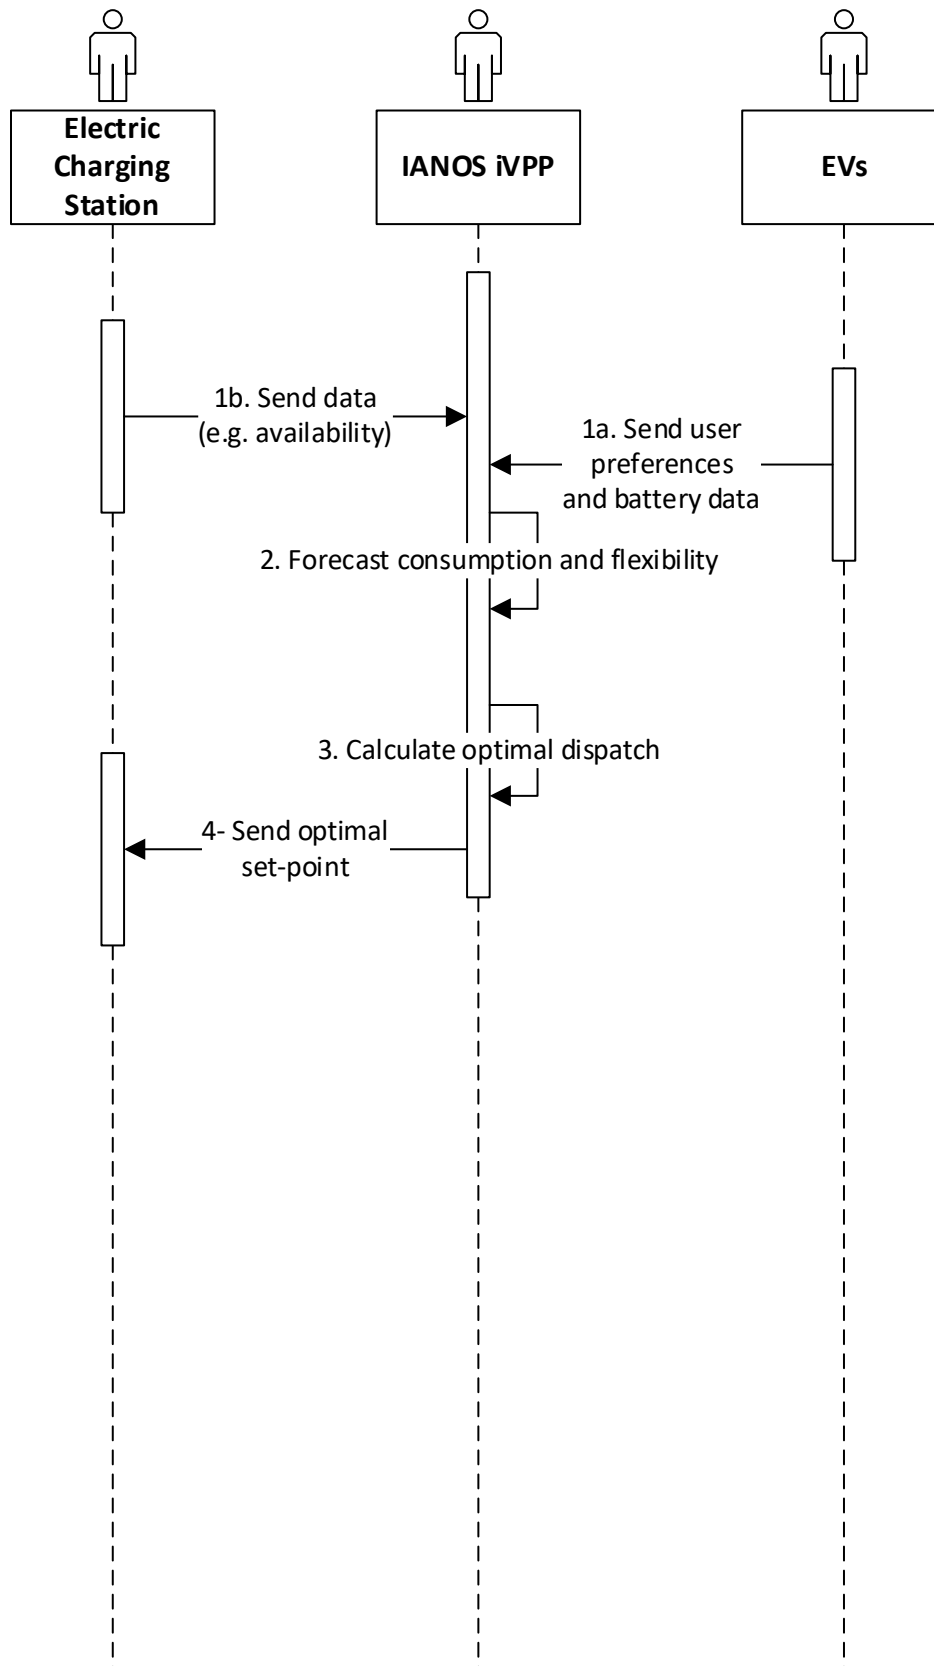 Electric
Charging
Station
IANOS iVPP
EVs
1b. Send data
(e.g. availability)
1a. Send user
preferences
and battery data
2. Forecast consumption and flexibility
3. Calculate optimal dispatch
4- Send optimal
set-point